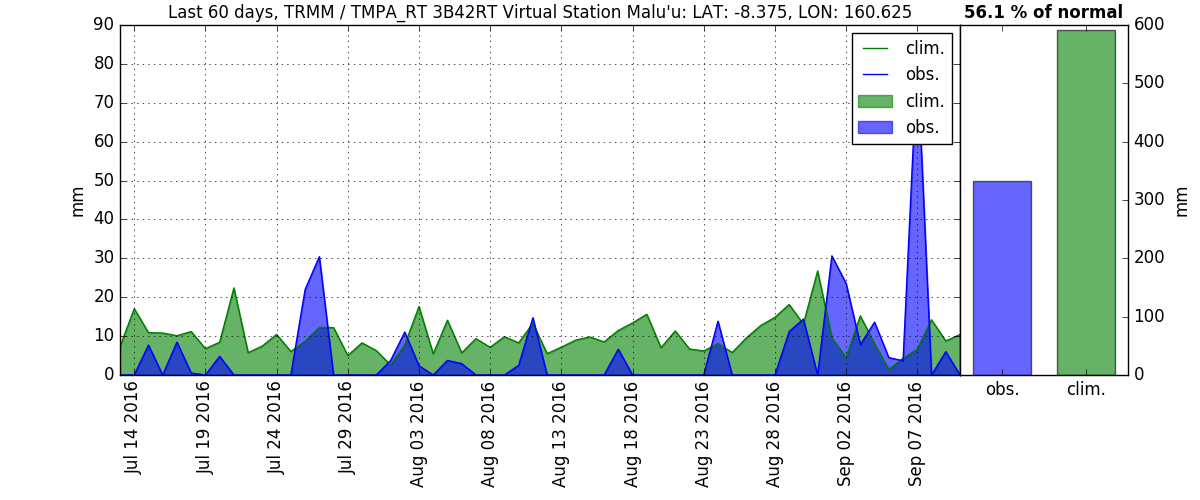 Last 60 days, TRMM / TMPA_RT 3B42RT Virtual Station Malu'u: LAT: -8.375, LON: 160.625
56.1 % of normal
90
80
70
60
50
40
30
20
10
0
mm
clim.
obs.
clim.
obs.
Jul 14 2016
Jul 19 2016
Jul 24 2016
Jul 29 2016
Aug 03 2016
Aug 08 2016
Aug 13 2016
Aug 18 2016
Aug 23 2016
Aug 28 2016
Sep 02 2016
Sep 07 2016
600
500
400
300
200
100
0
mm
obs.
clim.